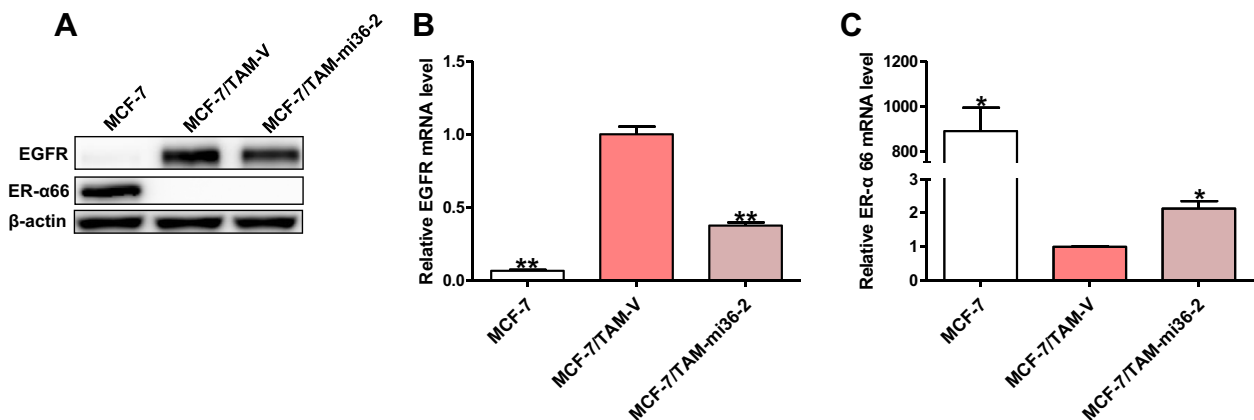 A
MCF-7
MCF-7/TAM-V
MCF-7/TAM-mi36-2
EGFR
ER-α66
β-actin
B
Relative EGFR mRNA level
1.5
1.0
0.5
0.0
**
**
MCF-7
MCF-7/TAM-V
MCF-7/TAM-mi36-2
C
Relative ER-α 66 mRNA level
1000
800
3
2
1
0
*
*
MCF-7
MCF-7/TAM-V
MCF-7/TAM-mi36-2